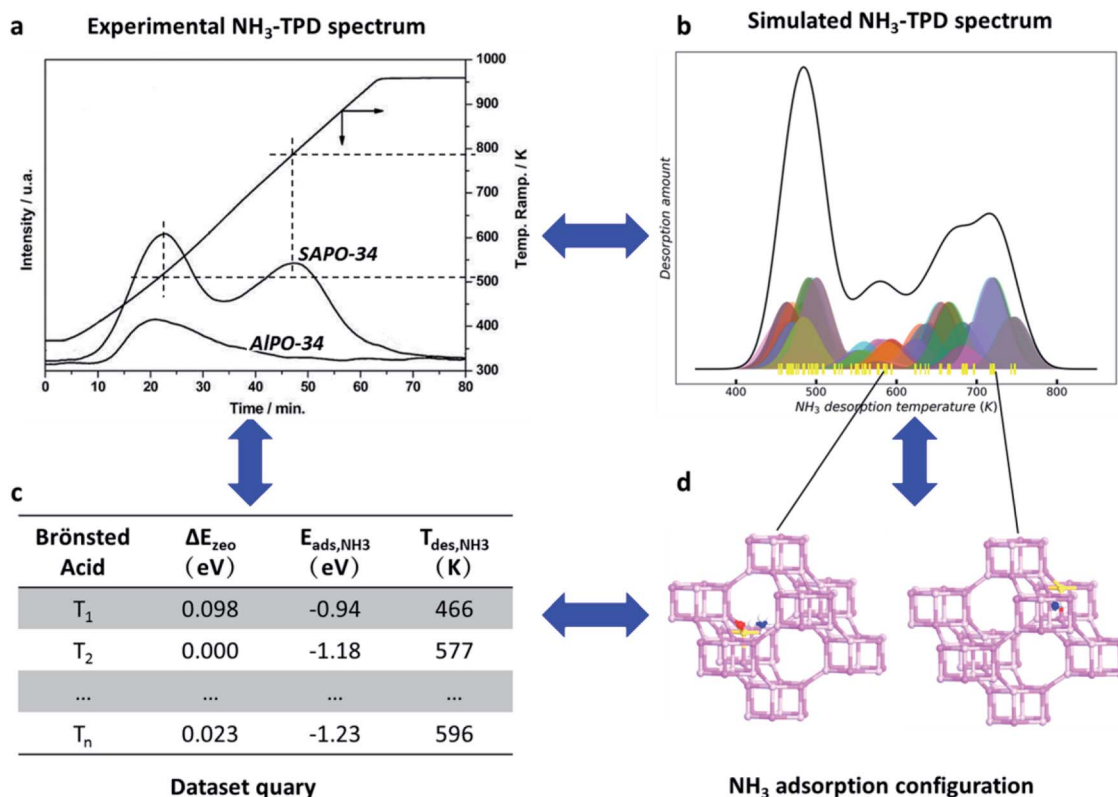 a
Experimental NH₃-TPD spectrum
Intensity / u.a.
1000
900
800
700
600
500
400
300
Temp. Ramp. / K
SAPO-34
AlPO-34
0 10 20 30 40 50 60 70 80
Time / min.
b
Simulated NH₃-TPD spectrum
Desorption amount
400 500 600 700 800
NH₃ desorption temperature (K)
c
Brönsted Acid ΔE_zeo (eV) E_ads,NH3 (eV) T_des,NH3 (K)
T₁ 0.098 -0.94 466
T₂ 0.000 -1.18 577
... ... ... ...
Tₙ 0.023 -1.23 596
Dataset quary
d
NH₃ adsorption configuration